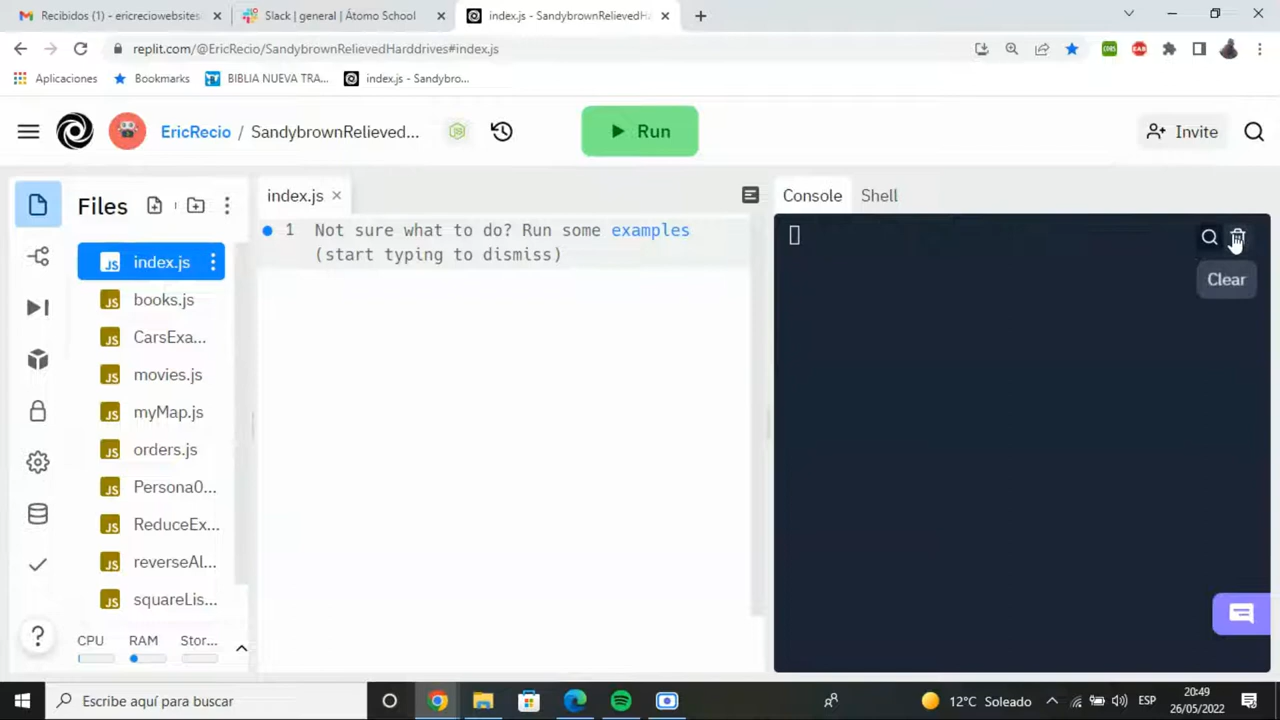 Recibidos (1) - ericreciowebsites
Slack | general | Átomo School
index.js - SandybrownRelievedHa
replit.com/@EricRecio/SandybrownRelievedHarddrives#index.js
Aplicaciones
Bookmarks
BIBLIA NUEVA TRA...
index.js - Sandybro...
EricRecio / SandybrownRelieved...
Run
Invite
Files
index.js
Console
Shell
index.js
books.js
CarsExa...
movies.js
myMap.js
orders.js
Persona0...
ReduceEx...
reverseAl...
squareLis...
1 Not sure what to do? Run some examples
(start typing to dismiss)
Clear
CPU
RAM
Stor...
Escribe aquí para buscar
12°C Soleado
ESP
20:49
26/05/2022